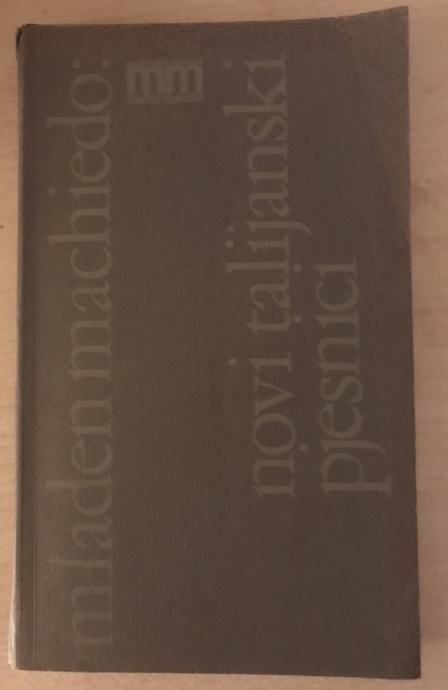 mladen machiedo:
mm
novi talijanski
pjesnici